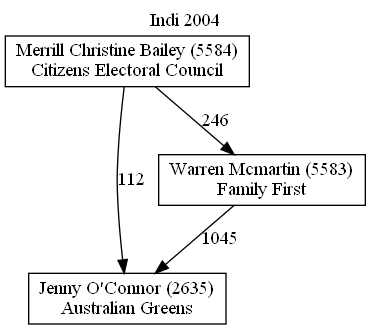 Indi 2004
Merrill Christine Bailey (5584)
Citizens Electoral Council
246
Warren Mcmartin (5583)
Family First
112
1045
Jenny O'Connor (2635)
Australian Greens